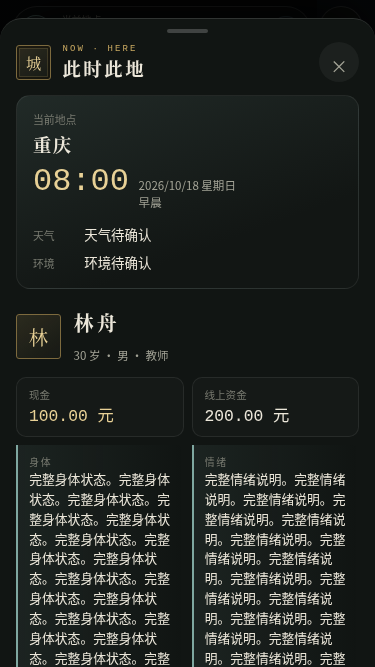 城
NOW · HERE
此时此地
当前地点
重庆
08:00
2026/10/18 星期日
早晨
天气 天气待确认
环境 环境待确认
林
林舟
30 岁 · 男 · 教师
现金
100.00 元
线上资金
200.00 元
身体
完整身体状态。完整身体
状态。完整身体状态。完
整身体状态。完整身体状
态。完整身体状态。完整
身体状态。完整身体状
态。完整身体状态。完整
身体状态。完整身体状
态。完整身体状态。完整
身体状态。完整身体状
态。完整身体状态。完整
情绪
完整情绪说明。完整情绪
说明。完整情绪说明。完
整情绪说明。完整情绪说
明。完整情绪说明。完整
情绪说明。完整情绪说
明。完整情绪说明。完整
情绪说明。完整情绪说
明。完整情绪说明。完整
情绪说明。完整情绪说
明。完整情绪说明。完整